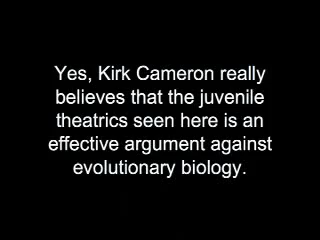 Yes, Kirk Cameron really
believes that the juvenile
theatrics seen here is an
effective argument against
evolutionary biology.